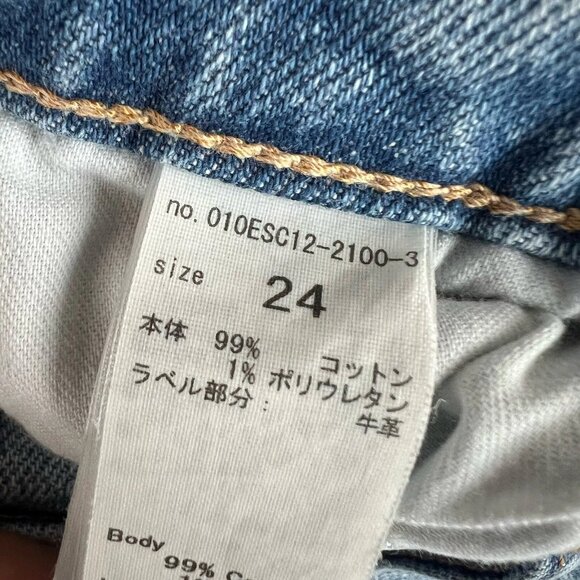 no. 010ESC12-2100-3
size 24
本体 99% コットン
1% ポリウレタン
ラベル部分: 牛革
Body
99%